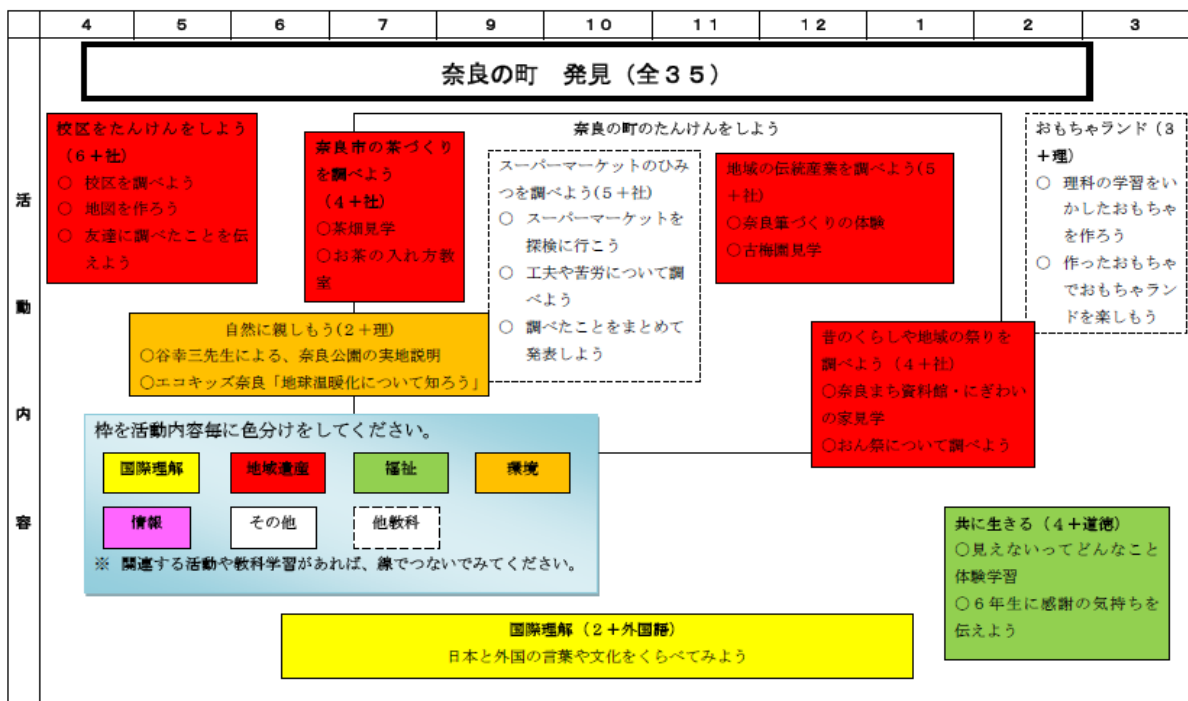 4 5 6 7 9 10 11 12 1 2 3
奈良の町 発見(全35)
活
動
内
容
校区をたんけんをしよう
(6+社)
○ 校区を調べよう
○ 地図を作ろう
○ 友達に調べたことを伝
えよう
奈良市の茶づくり
を調べよう
(4+社)
○茶畑見学
○お茶の入れ方教
室
奈良の町のたんけんをしよう
スーパーマーケットのひみ
つを調べよう(5+社)
○ スーパーマーケットを
探検に行こう
○ 工夫や苦労について調
べよう
○ 調べたことをまとめて
発表しよう
地域の伝統産業を調べよう(5
+社)
○奈良筆づくりの体験
○古梅園見学
おもちゃランド(3
+理)
○ 理科の学習をい
かしたおもちゃ
を作ろう
○ 作ったおもちゃ
でおもちゃラン
ドを楽しもう
自然に親しもう(2+理)
○谷幸三先生による、奈良公園の実地説明
○エコキッズ奈良「地球温暖化について知ろう」
昔のくらしや地域の祭りを
調べよう(4+社)
○奈良まち資料館・にぎわい
の家見学
○おん祭について調べよう
枠を活動内容毎に色分けをしてください。
国際理解 地域遺産 福祉 環境
情報 その他 他教科
※ 関連する活動や教科学習があれば、線でつないでみてください。
共に生きる(4+道徳)
○見えないってどんなこと
体験学習
○6年生に感謝の気持ちを
伝えよう
国際理解(2+外国語)
日本と外国の言葉や文化をくらべてみよう